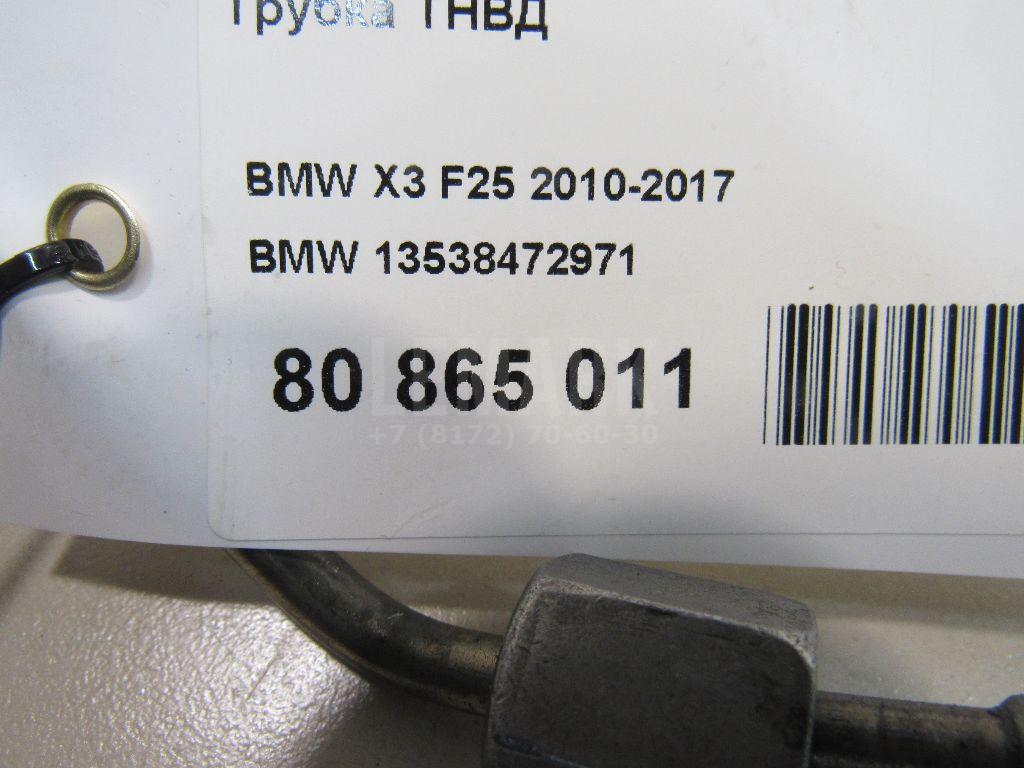 Трубка ТНВД
BMW X3 F25 2010-2017
BMW 13538472971
80 865 011
+7 (8172) 70-60-30